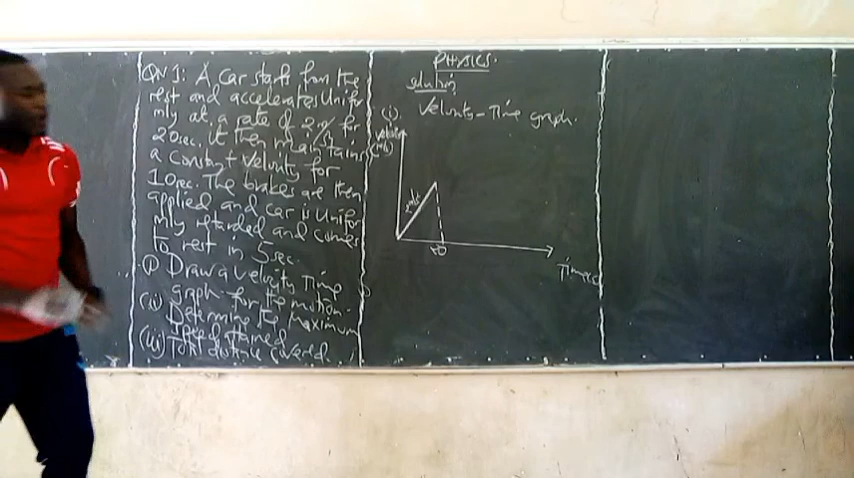 QN 1: A car starts from the
rest and accelerates Unifor
mly at a rate of 2m/s for
20sec. it then maintains
a constant velocity for
10sec. The brakes are then
applied and car is Unifor
mly retarded and comes
to rest in 5sec.
(i) Draw a velocity Time
graph for the motion.
(ii) Determine the maximum
speed attained
(iii) Total distance covered.
PHYSICS.
solution
(i). Velocity - Time graph.
(m/s)
Time(s)